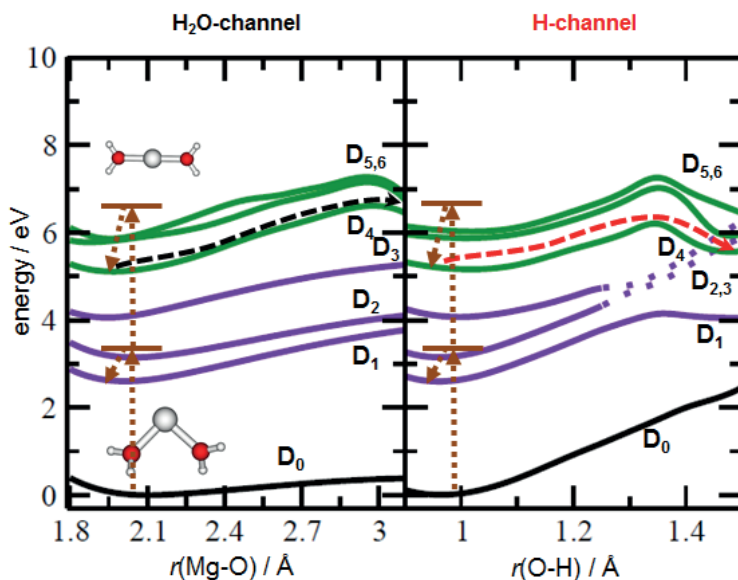 H₂O-channel
H-channel
energy / eV
10
8
6
4
2
0
D₅,₆
D₄
D₃
D₂
D₁
D₀
D₅,₆
D₄
D₂,₃
D₁
D₀
1.8 2.1 2.4 2.7 3
1 1.2 1.4
r(Mg-O) / Å
r(O-H) / Å